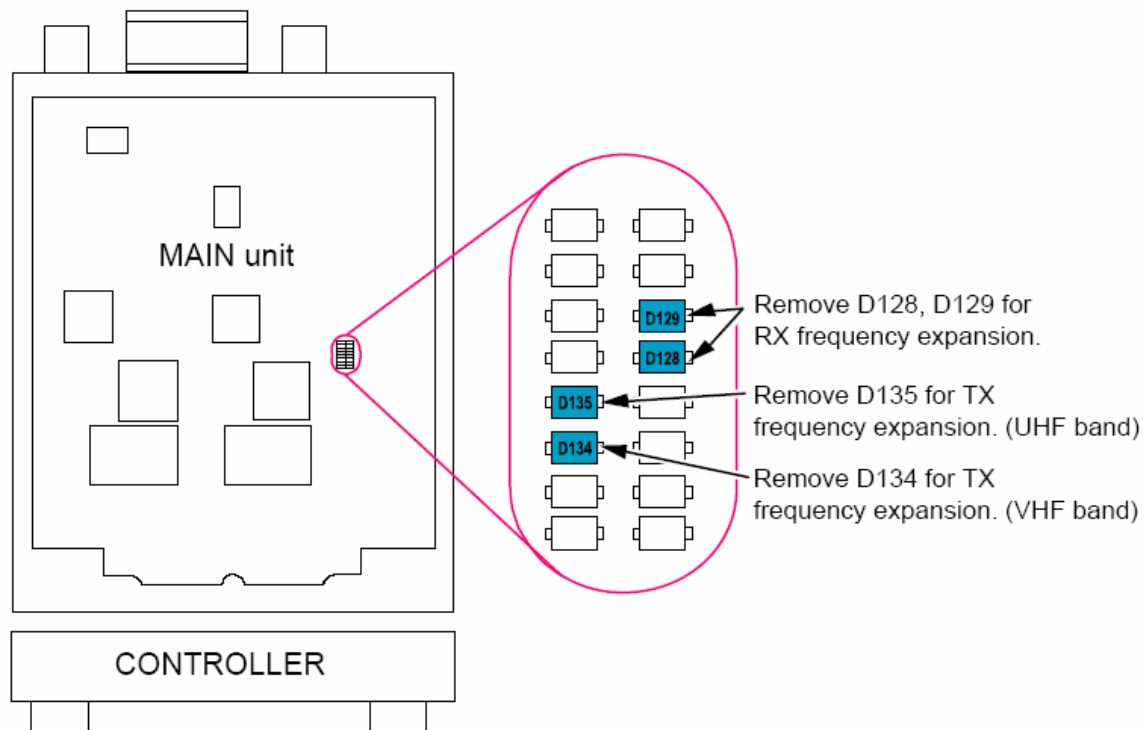 MAIN unit
D129
D128
D135
D134
Remove D128, D129 for
RX frequency expansion.
Remove D135 for TX
frequency expansion. (UHF band)
Remove D134 for TX
frequency expansion. (VHF band)
CONTROLLER